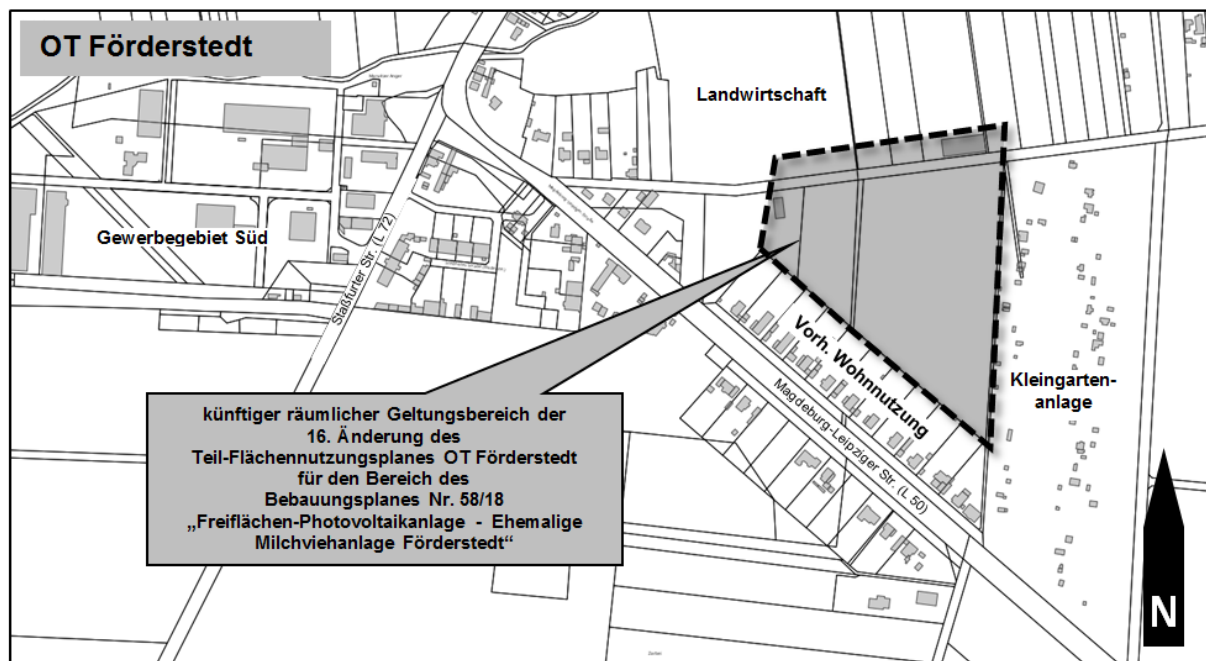 OT Förderstedt
Landwirtschaft
Gewerbegebiet Süd
Staßfurter Str. (L 72)
Vorh. Wohnnutzung
Magdeburg-Leipziger Str. (L 50)
Kleingarten-
anlage
künftiger räumlicher Geltungsbereich der
16. Änderung des
Teil-Flächennutzungsplanes OT Förderstedt
für den Bereich des
Bebauungsplanes Nr. 58/18
„Freiflächen-Photovoltaikanlage - Ehemalige
Milchviehanlage Förderstedt“
N